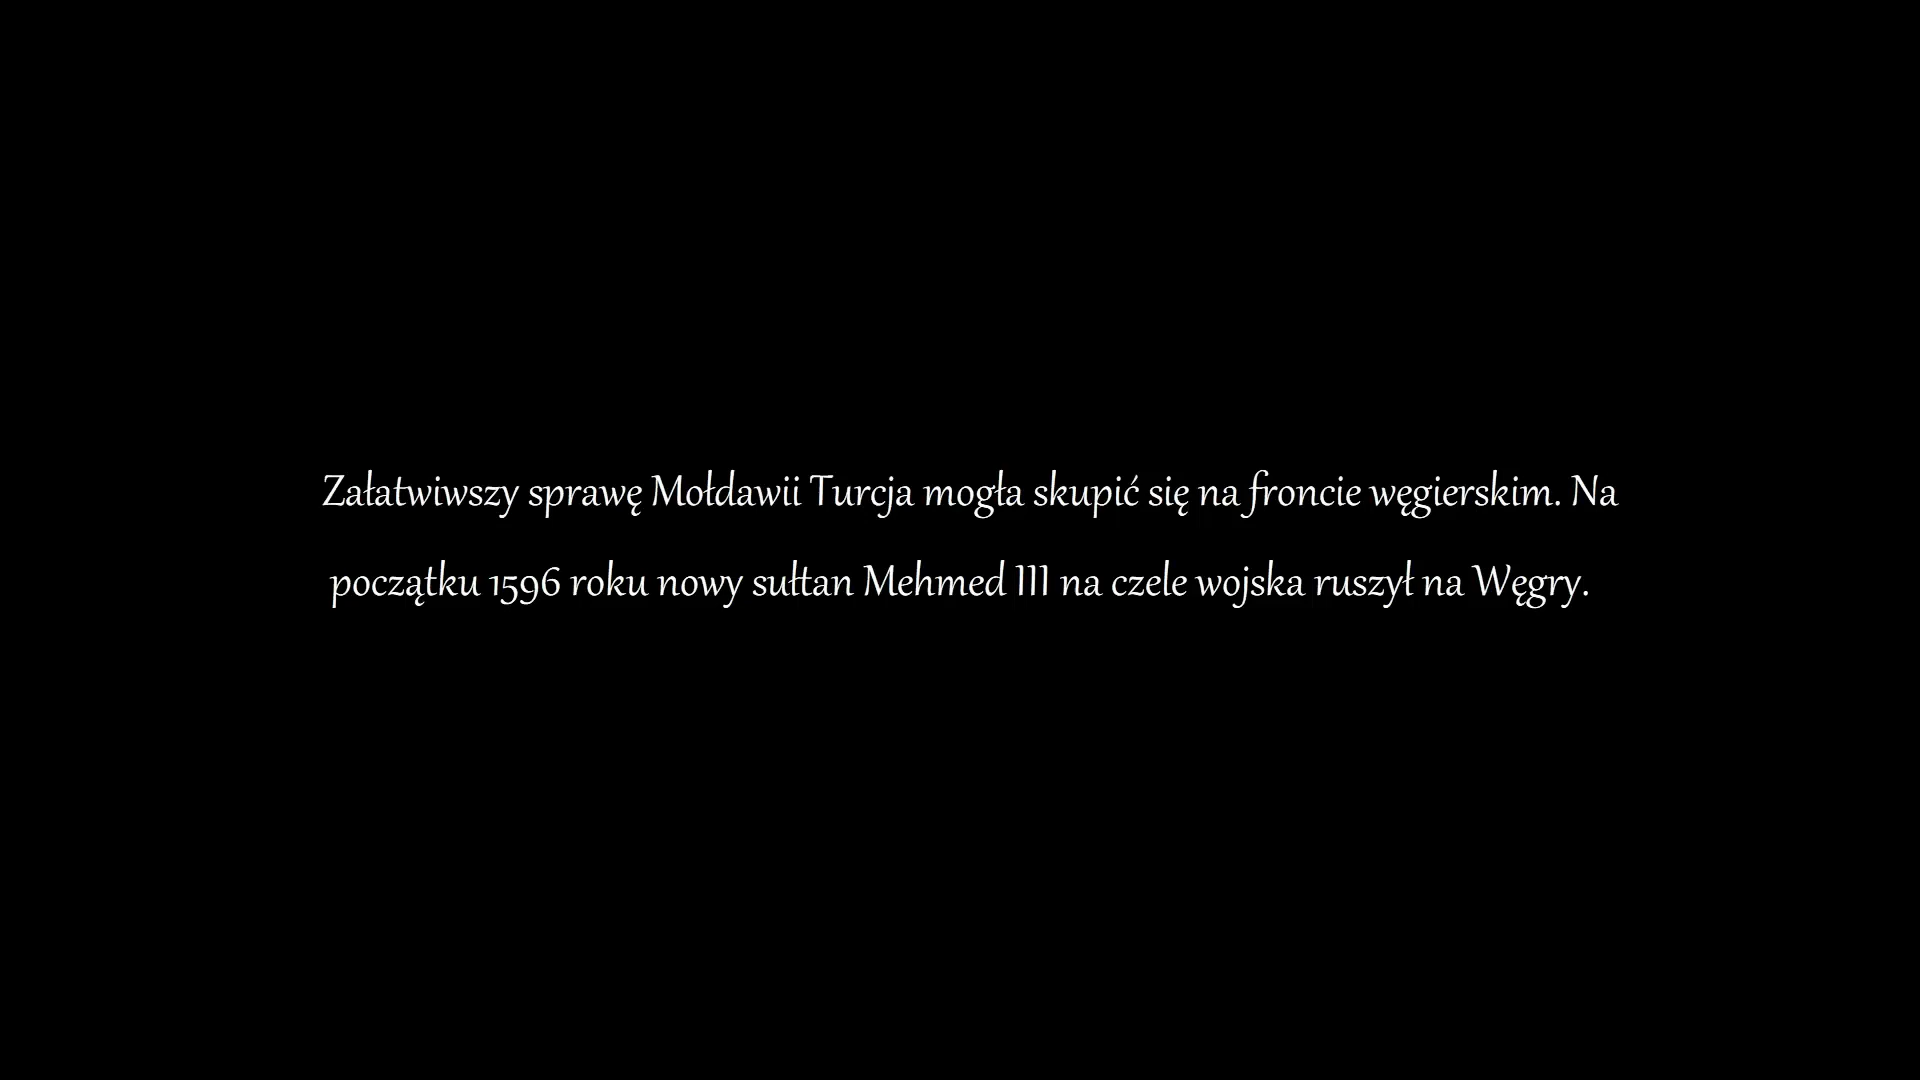 Załatwiwszy sprawę Mołdawii Turcja mogła skupić się na froncie węgierskim. Na
początku 1596 roku nowy sułtan Mehmed III na czele wojska ruszył na Węgry.